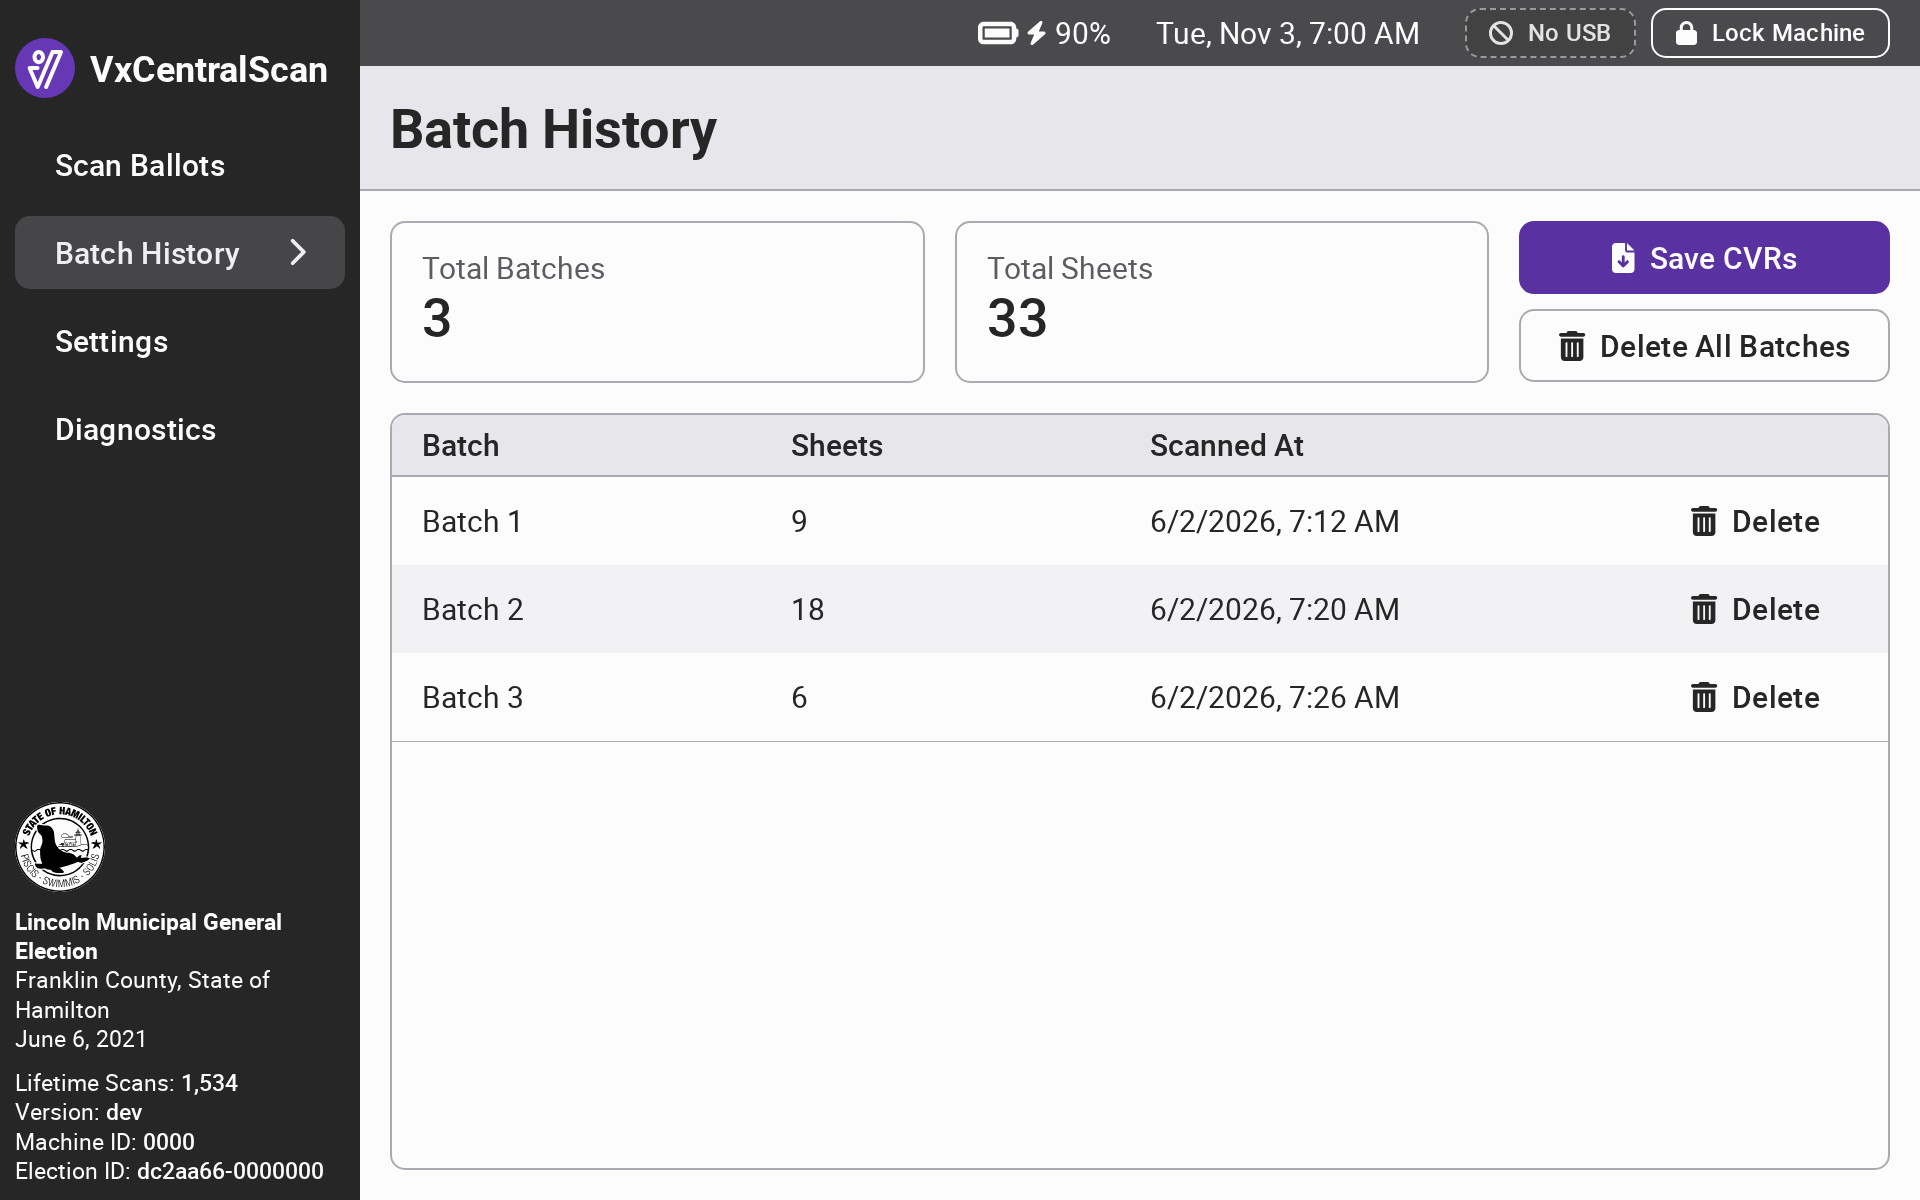 VxCentralScan
Scan Ballots
Batch History
Settings
Diagnostics
STATE OF HAMILTON
PISCIS · SWIMMIS · SOLIS
Lincoln Municipal General
Election
Franklin County, State of
Hamilton
June 6, 2021
Lifetime Scans: 1,534
Version: dev
Machine ID: 0000
Election ID: dc2aa66-0000000
90%
Tue, Nov 3, 7:00 AM
No USB
Lock Machine
Batch History
Total Batches
3
Total Sheets
33
Save CVRs
Delete All Batches
Batch Sheets Scanned At
Batch 1 9 6/2/2026, 7:12 AM Delete
Batch 2 18 6/2/2026, 7:20 AM Delete
Batch 3 6 6/2/2026, 7:26 AM Delete